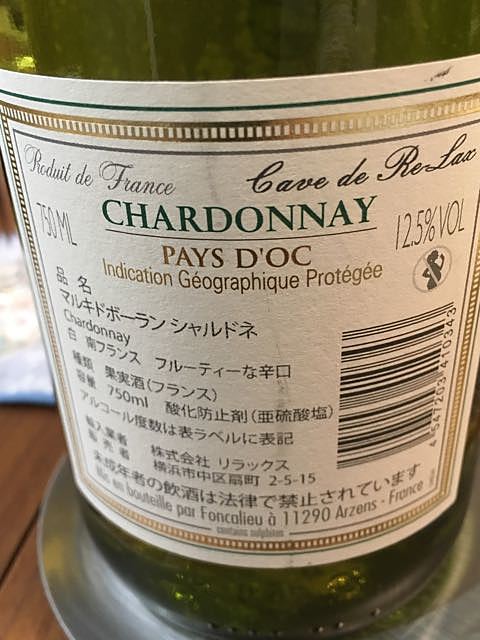 Produit de France
Cave de Re-Lax
CHARDONNAY
750 ML
12.5% VOL
PAYS D'OC
Indication Géographique Protégée
品 名
マルキドボーラン シャルドネ
Chardonnay
白 南フランス フルーティーな辛口
種類 果実酒(フランス)
容量 750ml 酸化防止剤(亜硫酸塩)
アルコール度数は表ラベルに表記
輸入業者
販売者 株式会社 リラックス
横浜市中区扇町 2-5-15
未成年者の飲酒は法律で禁止されています
Mis en bouteille par Foncalieu à 11290 Arzens - France
contains sulphites
4 567203 410343